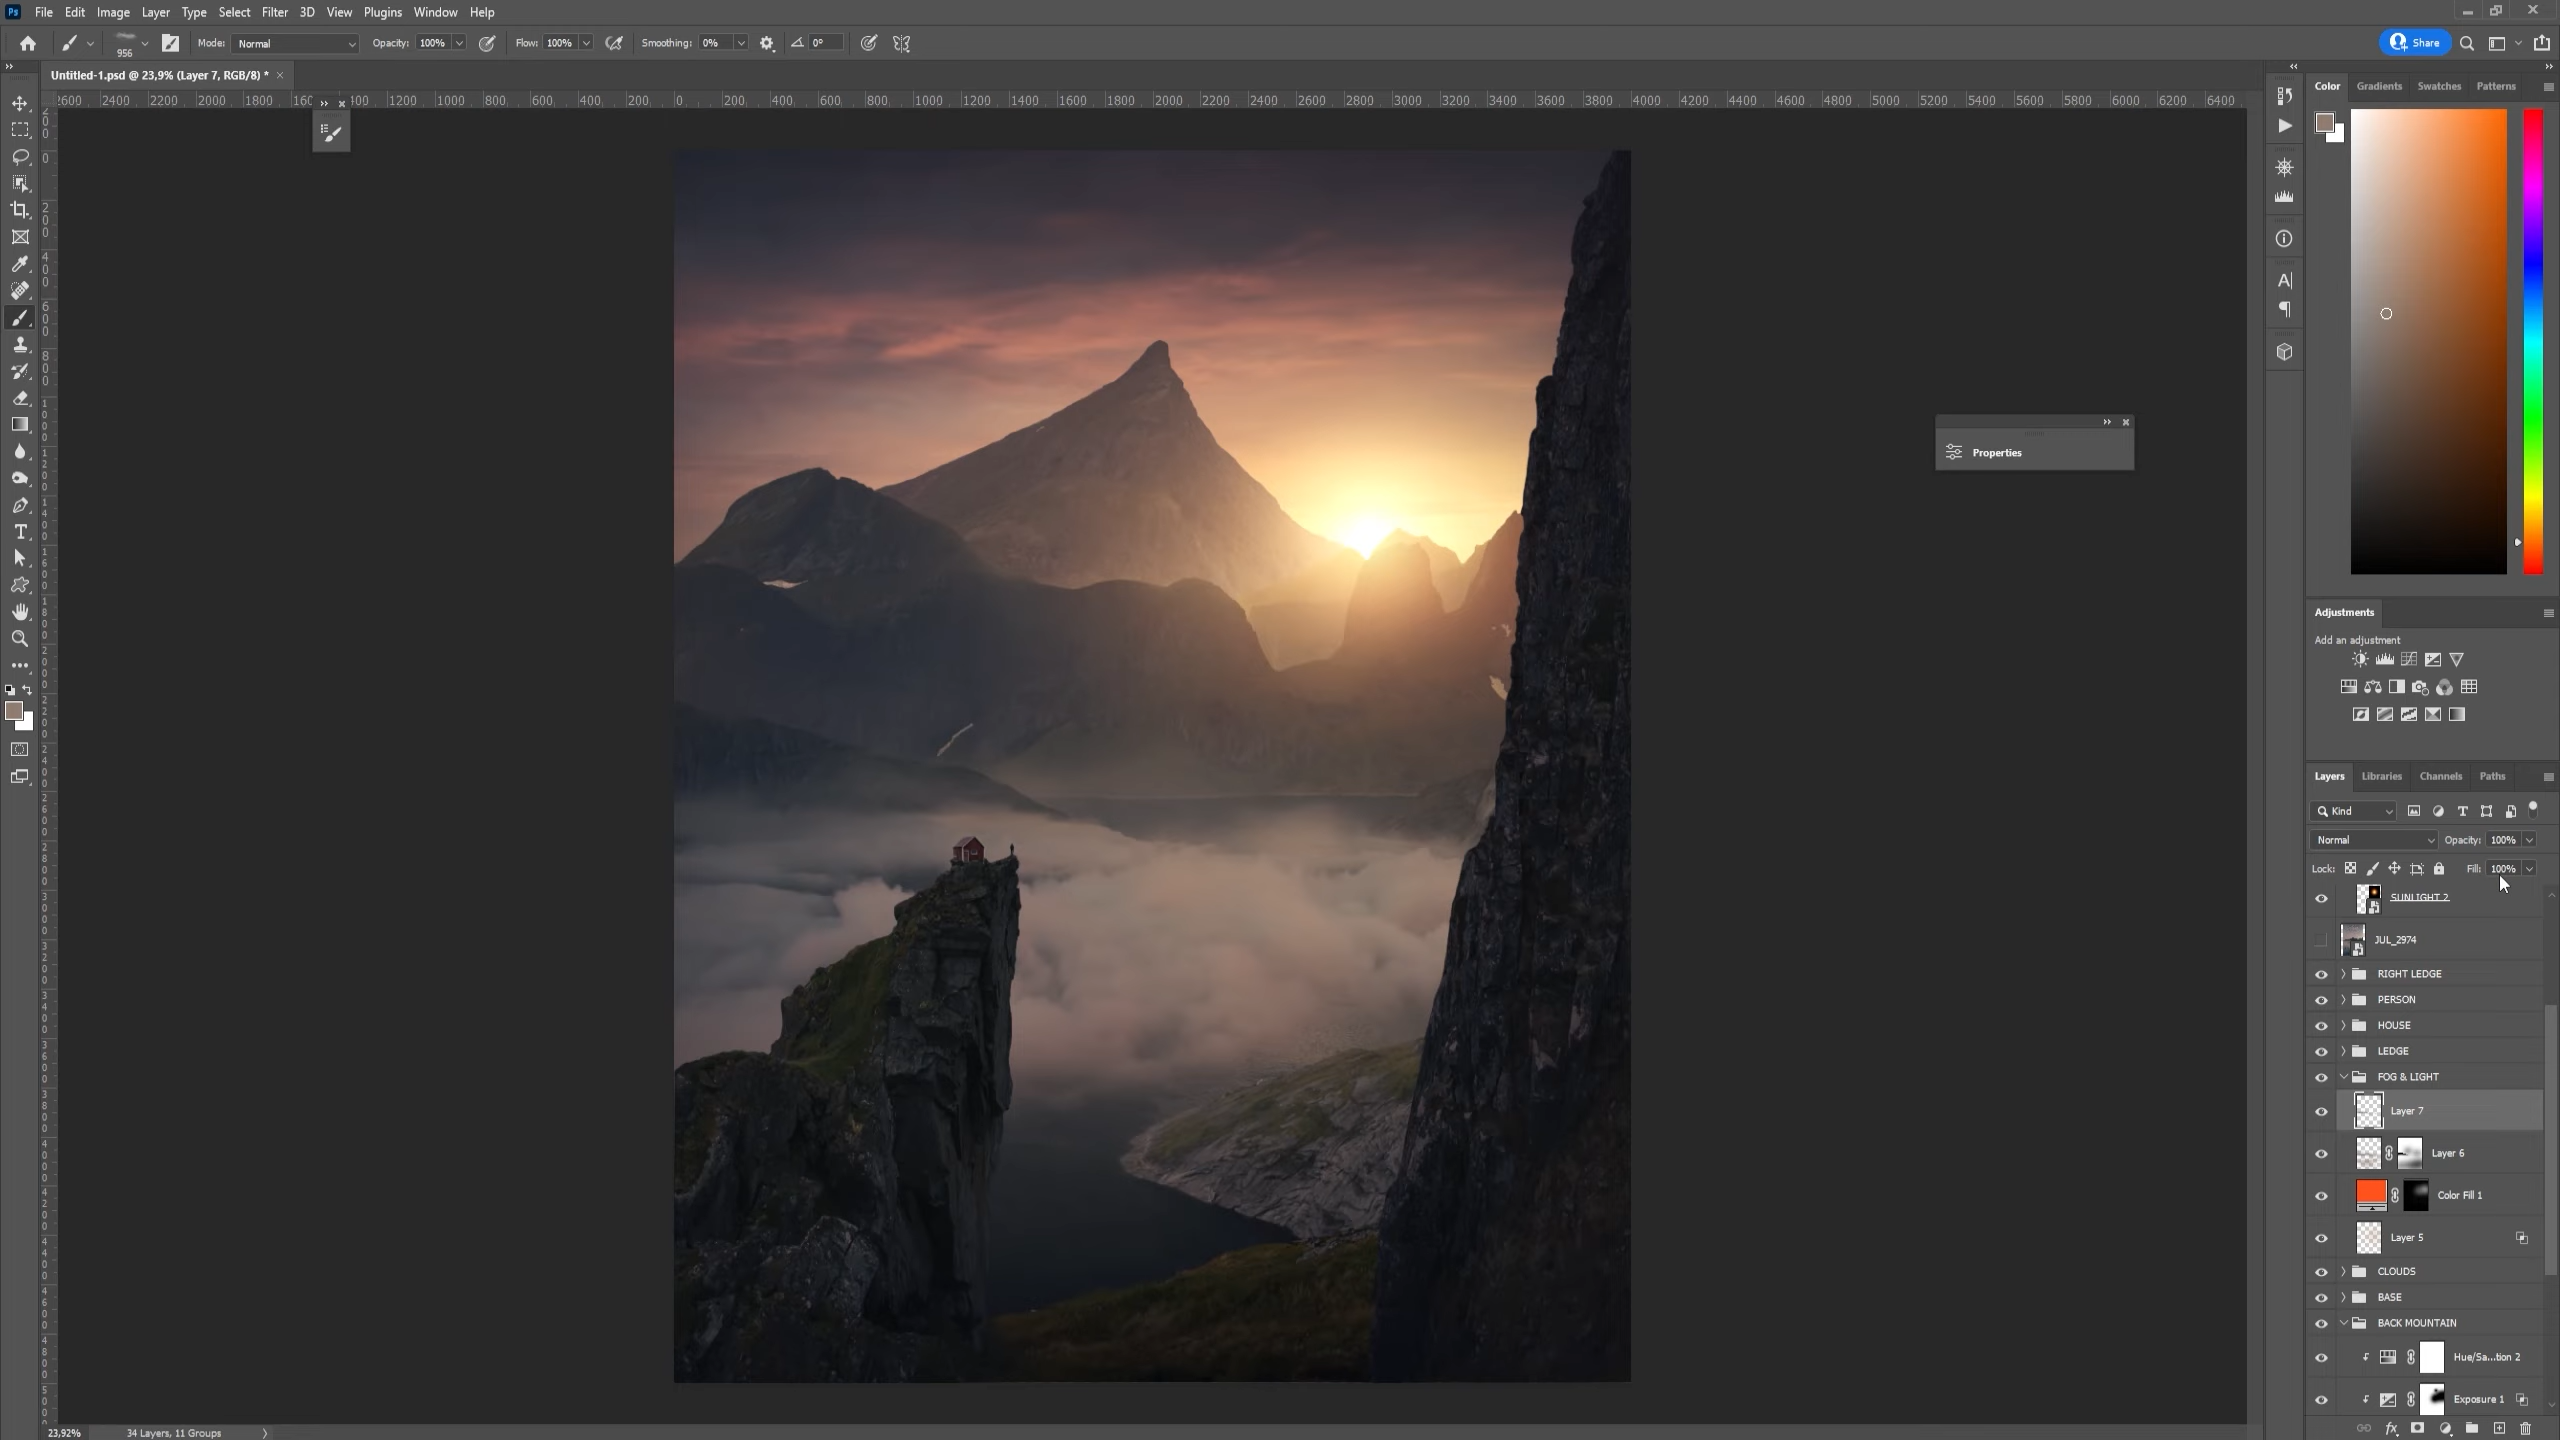 Ps File Edit Image Layer Type Select Filter 3D View Plugins Window Help
956 Mode: Normal Opacity: 100% Flow: 100% Smoothing: 0% 0° Share
Untitled-1.psd @ 23,9% (Layer 7, RGB/8) *
2600 2400 2200 2000 1800 160 400 1200 1000 800 600 400 200 0 200 400 600 800 1000 1200 1400 1600 1800 2000 2200 2400 2600 2800 3000 3200 3400 3600 3800 4000 4200 4400 4600 4800 5000 5200 5400 5600 5800 6000 6200 6400
Color Gradients Swatches Patterns
Properties
Adjustments
Add an adjustment
Layers Libraries Channels Paths
Kind
Normal Opacity: 100%
Lock: Fill: 100%
SUNLIGHT 2
JUL_2974
RIGHT LEDGE
PERSON
HOUSE
LEDGE
FOG & LIGHT
Layer 7
Layer 6
Color Fill 1
Layer 5
CLOUDS
BASE
BACK MOUNTAIN
Hue/Sa...tion 2
Exposure 1
23,92% 34 Layers, 11 Groups